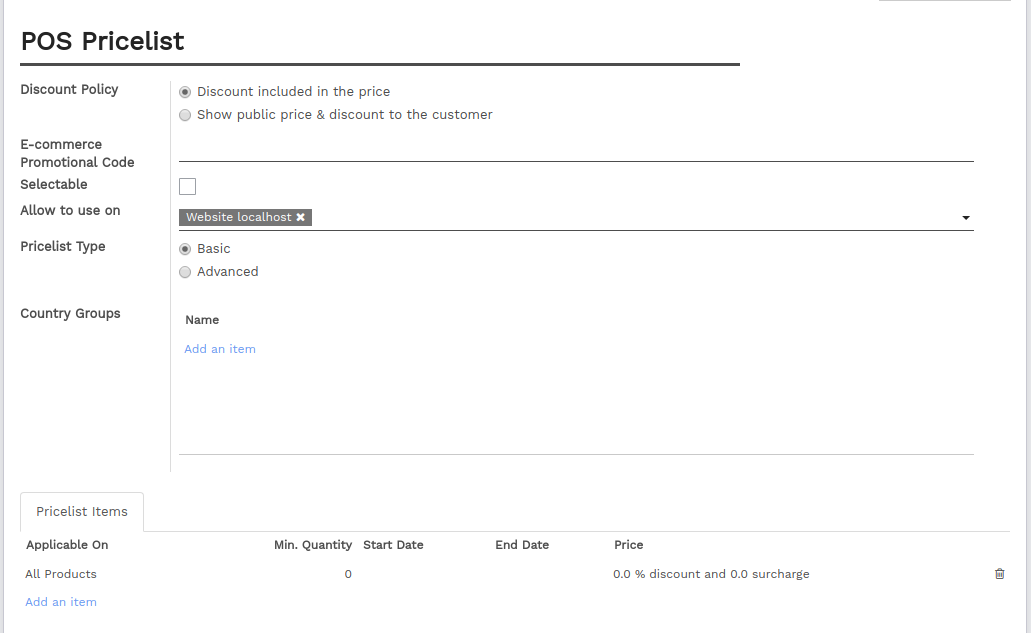 POS Pricelist
Discount Policy
Discount included in the price
Show public price & discount to the customer
E-commerce
Promotional Code
Selectable
Allow to use on
Website localhost ✖
Pricelist Type
Basic
Advanced
Country Groups
Name
Add an item
Pricelist Items
Applicable On Min. Quantity Start Date End Date Price
All Products 0 0.0 % discount and 0.0 surcharge
Add an item